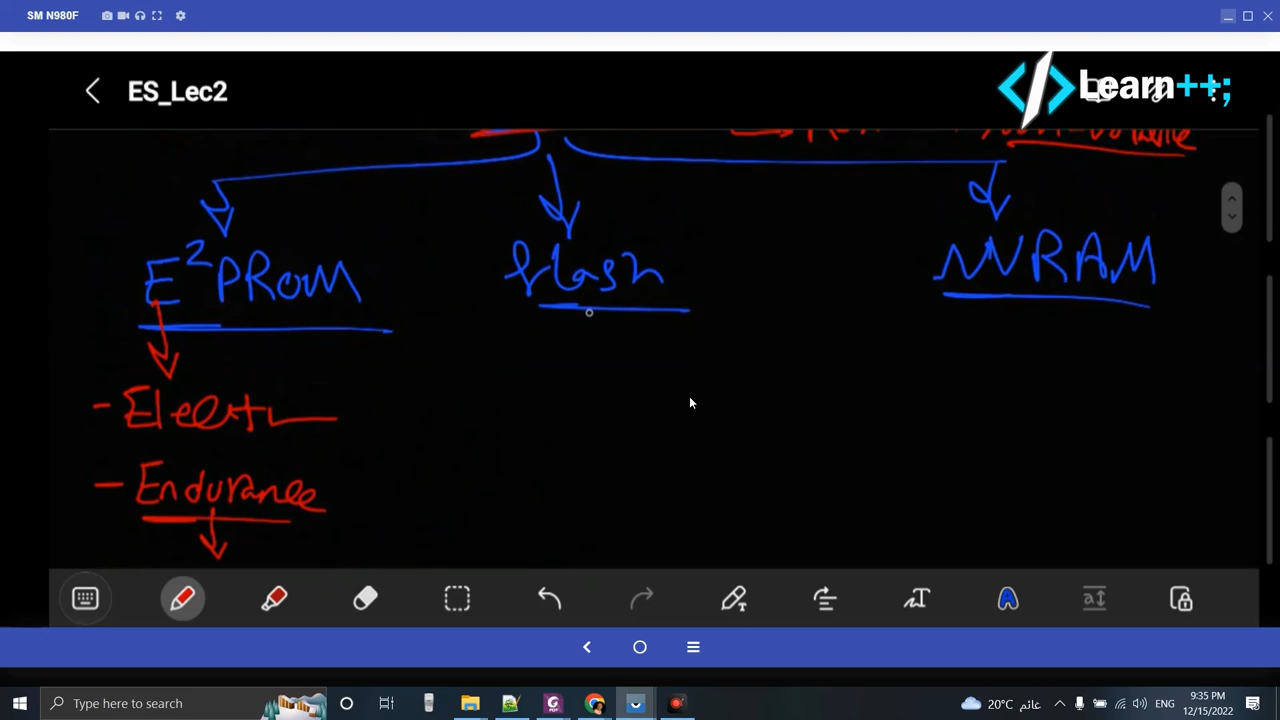 SM N980F
ES_Lec2
</> Learn++;
E²PROM
flash
NVRAM
- Electr
- Endurance
Type here to search
20°C غائم
ENG
9:35 PM
12/15/2022